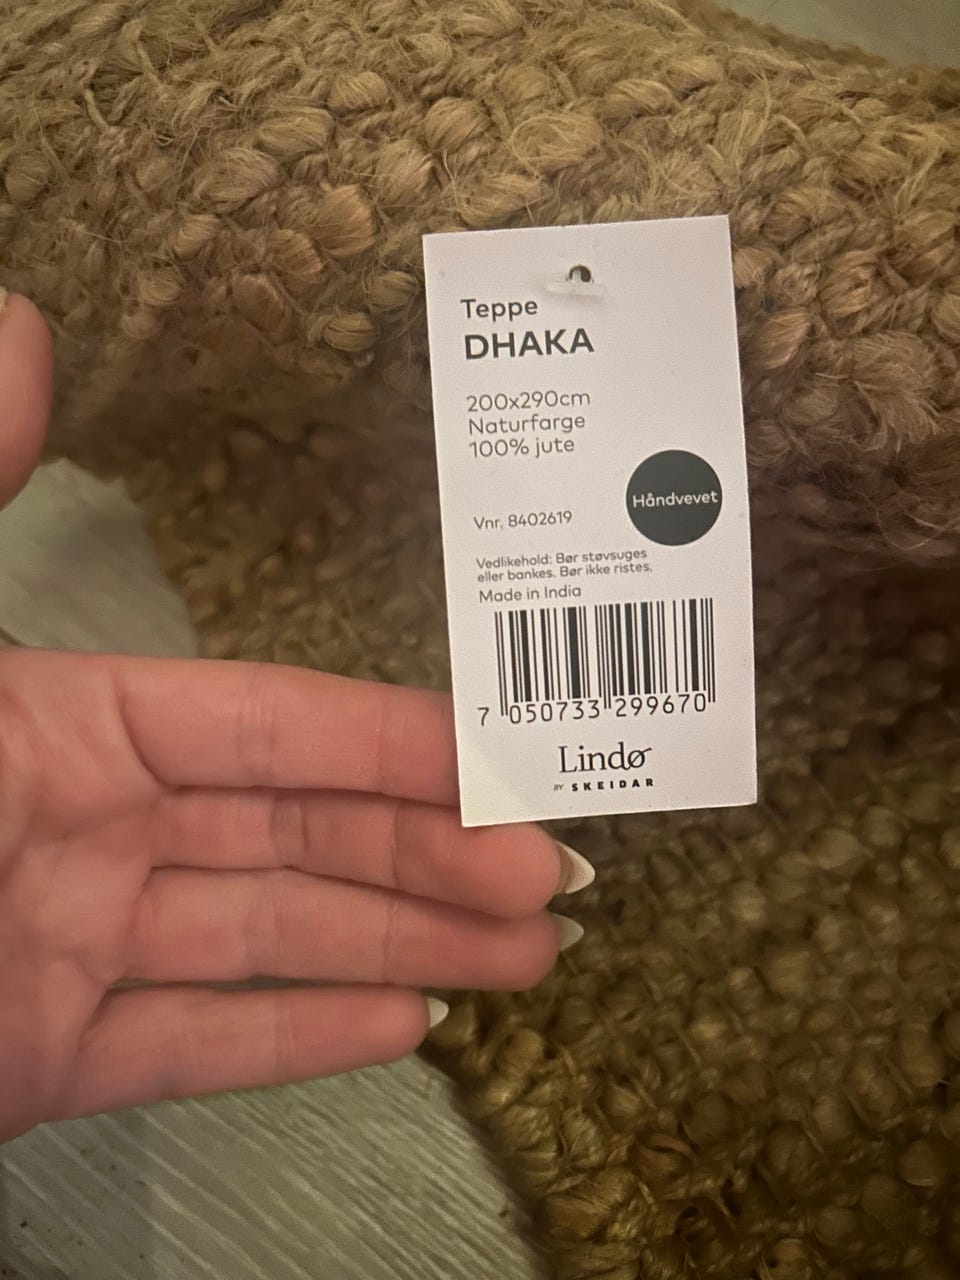 Teppe
DHAKA
200x290cm
Naturfarge
100% jute
Håndvevet
Vnr. 8402619
Vedlikehold: Bør støvsuges
eller bankes. Bør ikke ristes.
Made in India
7 050733 299670
Lindø
BY SKEIDAR